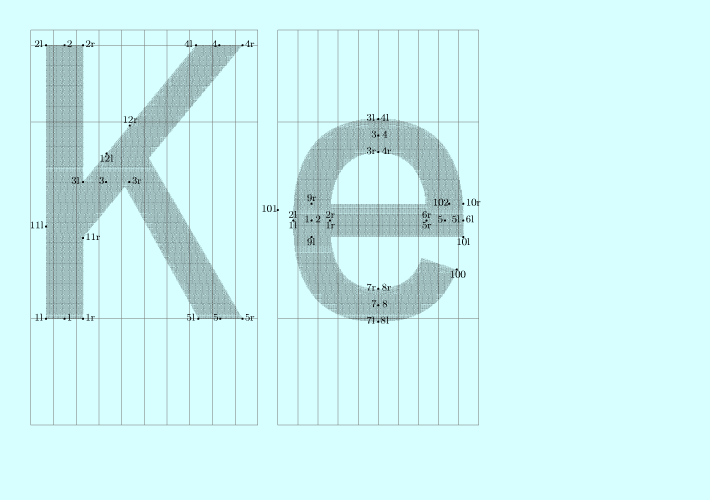 Ke
2l 2 2r 4l 4 4r
12r
12l
3l 3 3r
11l
11r
1l 1 1r 5l 5 5r
3l 4l
3 4
3r 4r
9r 102 10r
101
2l 2r 6r
1 2 5 5l 6l
1l 1r 5r
9l 10l
100
7r 8r
7 8
7l 8l